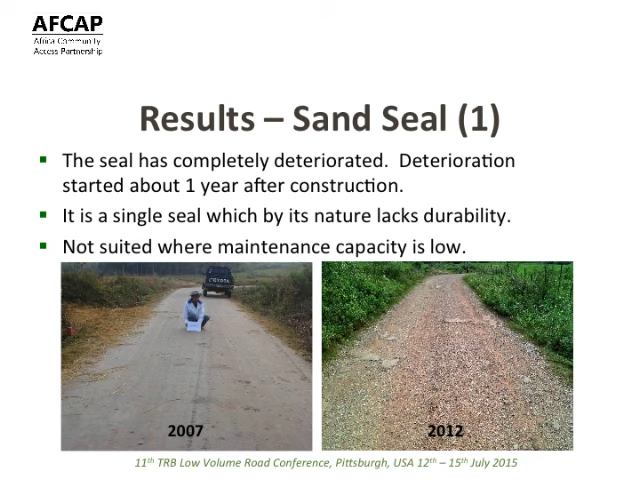 AFCAP
Africa Community
Access Partnership
Results – Sand Seal (1)
▪ The seal has completely deteriorated. Deterioration
started about 1 year after construction.
▪ It is a single seal which by its nature lacks durability.
▪ Not suited where maintenance capacity is low.
TOYOTA
2007
2012
11th TRB Low Volume Road Conference, Pittsburgh, USA 12th – 15th July 2015